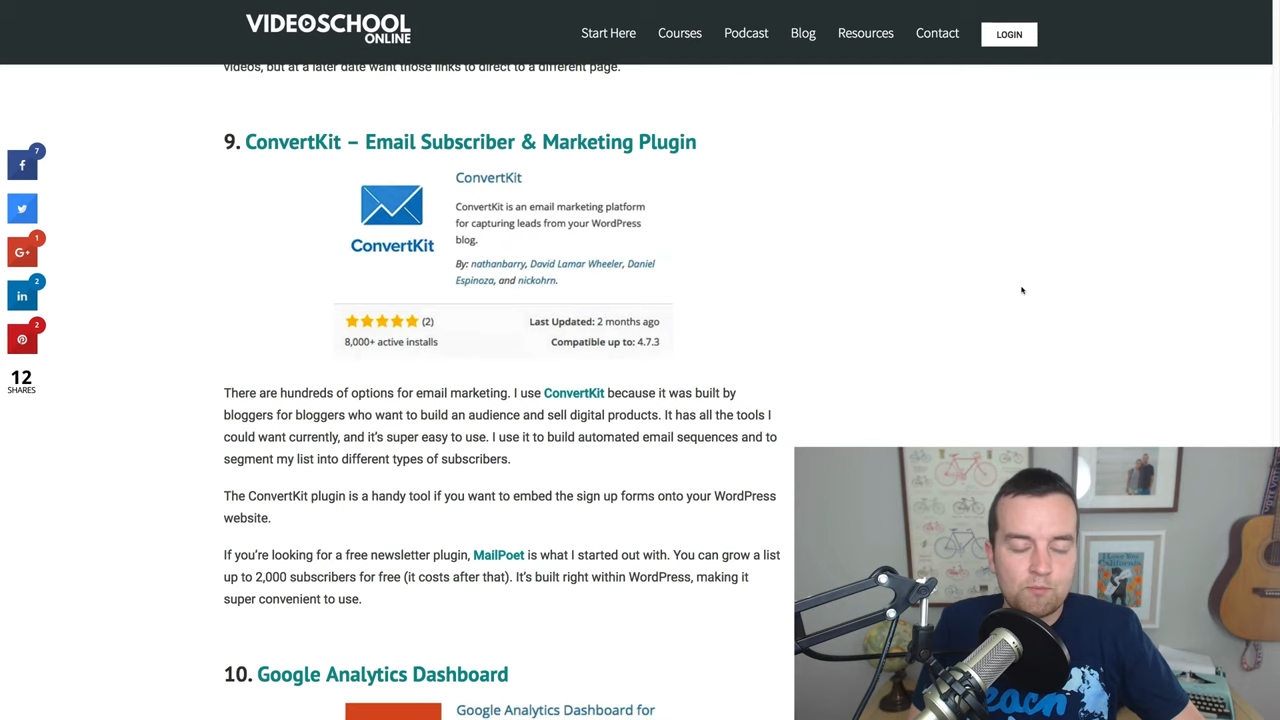 VIDEOSCHOOL
ONLINE
Start Here
Courses
Podcast
Blog
Resources
Contact
LOGIN
videos, but at a later date want those links to direct to a different page.
9. ConvertKit – Email Subscriber & Marketing Plugin
ConvertKit
ConvertKit is an email marketing platform
for capturing leads from your WordPress
blog.
ConvertKit
By: nathanbarry, David Lamar Wheeler, Daniel
Espinoza, and nickohrn.
(2)
Last Updated: 2 months ago
8,000+ active installs
Compatible up to: 4.7.3
7
1
G+
2
in
2
12
SHARES
There are hundreds of options for email marketing. I use ConvertKit because it was built by
bloggers for bloggers who want to build an audience and sell digital products. It has all the tools I
could want currently, and it's super easy to use. I use it to build automated email sequences and to
segment my list into different types of subscribers.
The ConvertKit plugin is a handy tool if you want to embed the sign up forms onto your WordPress
website.
If you're looking for a free newsletter plugin, MailPoet is what I started out with. You can grow a list
up to 2,000 subscribers for free (it costs after that). It's built right within WordPress, making it
super convenient to use.
10. Google Analytics Dashboard
Google Analytics Dashboard for
I Love You
California